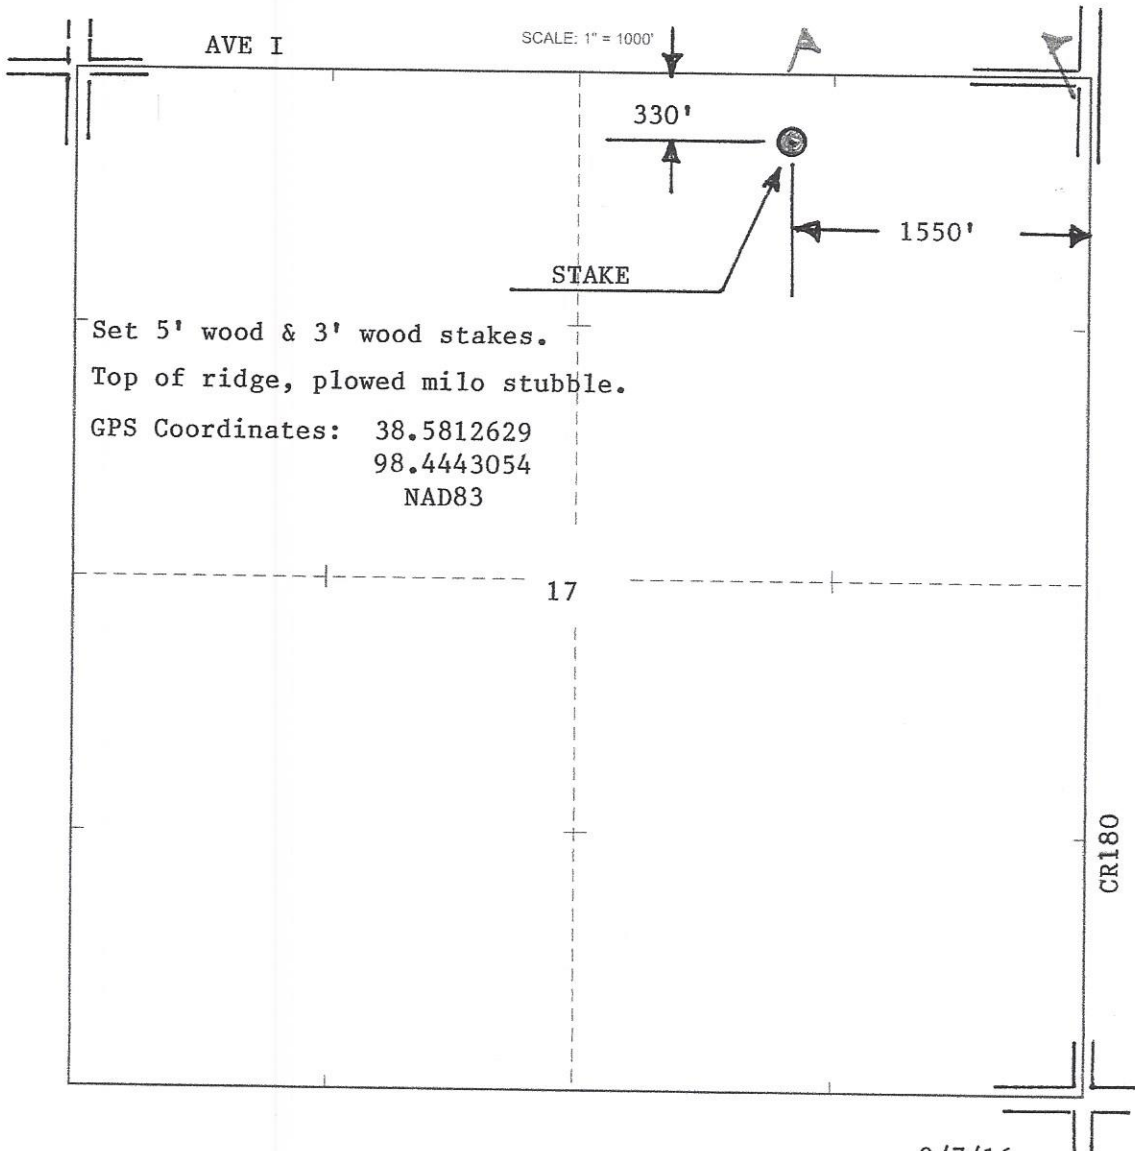 AVE I
SCALE: 1" = 1000'
330'
1550'
STAKE
Set 5' wood & 3' wood stakes.
Top of ridge, plowed milo stubble.
GPS Coordinates: 38.5812629
98.4443054
NAD83
17
CR180